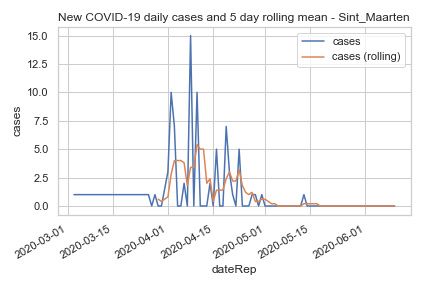 New COVID-19 daily cases and 5 day rolling mean - Sint_Maarten
cases
cases (rolling)
15.0
12.5
10.0
7.5
5.0
2.5
0.0
cases
2020-03-01
2020-03-15
2020-04-01
2020-04-15
2020-05-01
2020-05-15
2020-06-01
dateRep